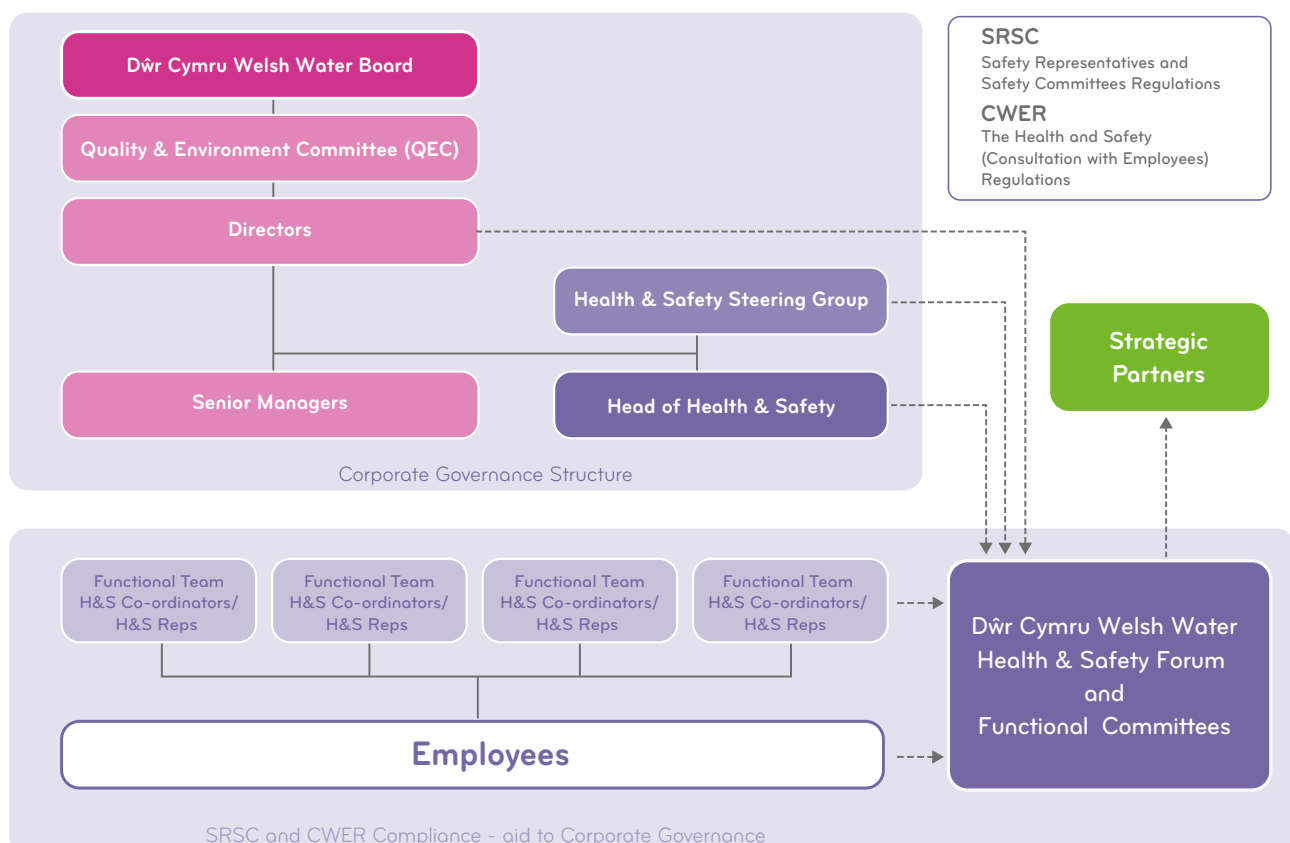 Dŵr Cymru Welsh Water Board
Quality & Environment Committee (QEC)
Directors
Health & Safety Steering Group
Senior Managers
Head of Health & Safety
Corporate Governance Structure
SRSC
Safety Representatives and
Safety Committees Regulations
CWER
The Health and Safety
(Consultation with Employees)
Regulations
Strategic
Partners
Functional Team
H&S Co-ordinators/
H&S Reps
Functional Team
H&S Co-ordinators/
H&S Reps
Functional Team
H&S Co-ordinators/
H&S Reps
Functional Team
H&S Co-ordinators/
H&S Reps
Employees
Dŵr Cymru Welsh Water
Health & Safety Forum
and
Functional Committees
SRSC and CWER Compliance - aid to Corporate Governance